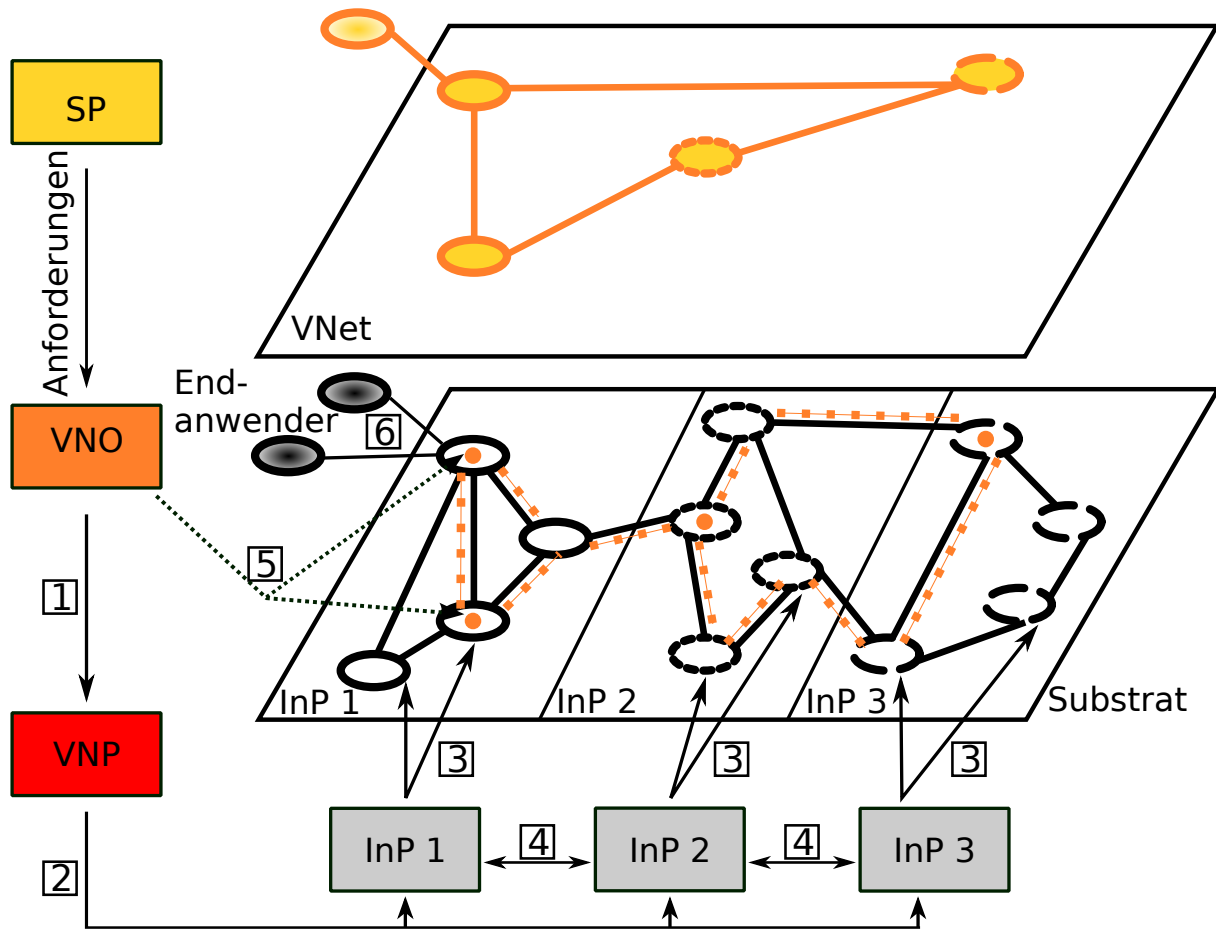 SP
Anforderungen
VNet
VNO
End-
anwender
6
5
1
InP 1
InP 2
InP 3
Substrat
VNP
3
3
3
InP 1
4
InP 2
4
InP 3
2